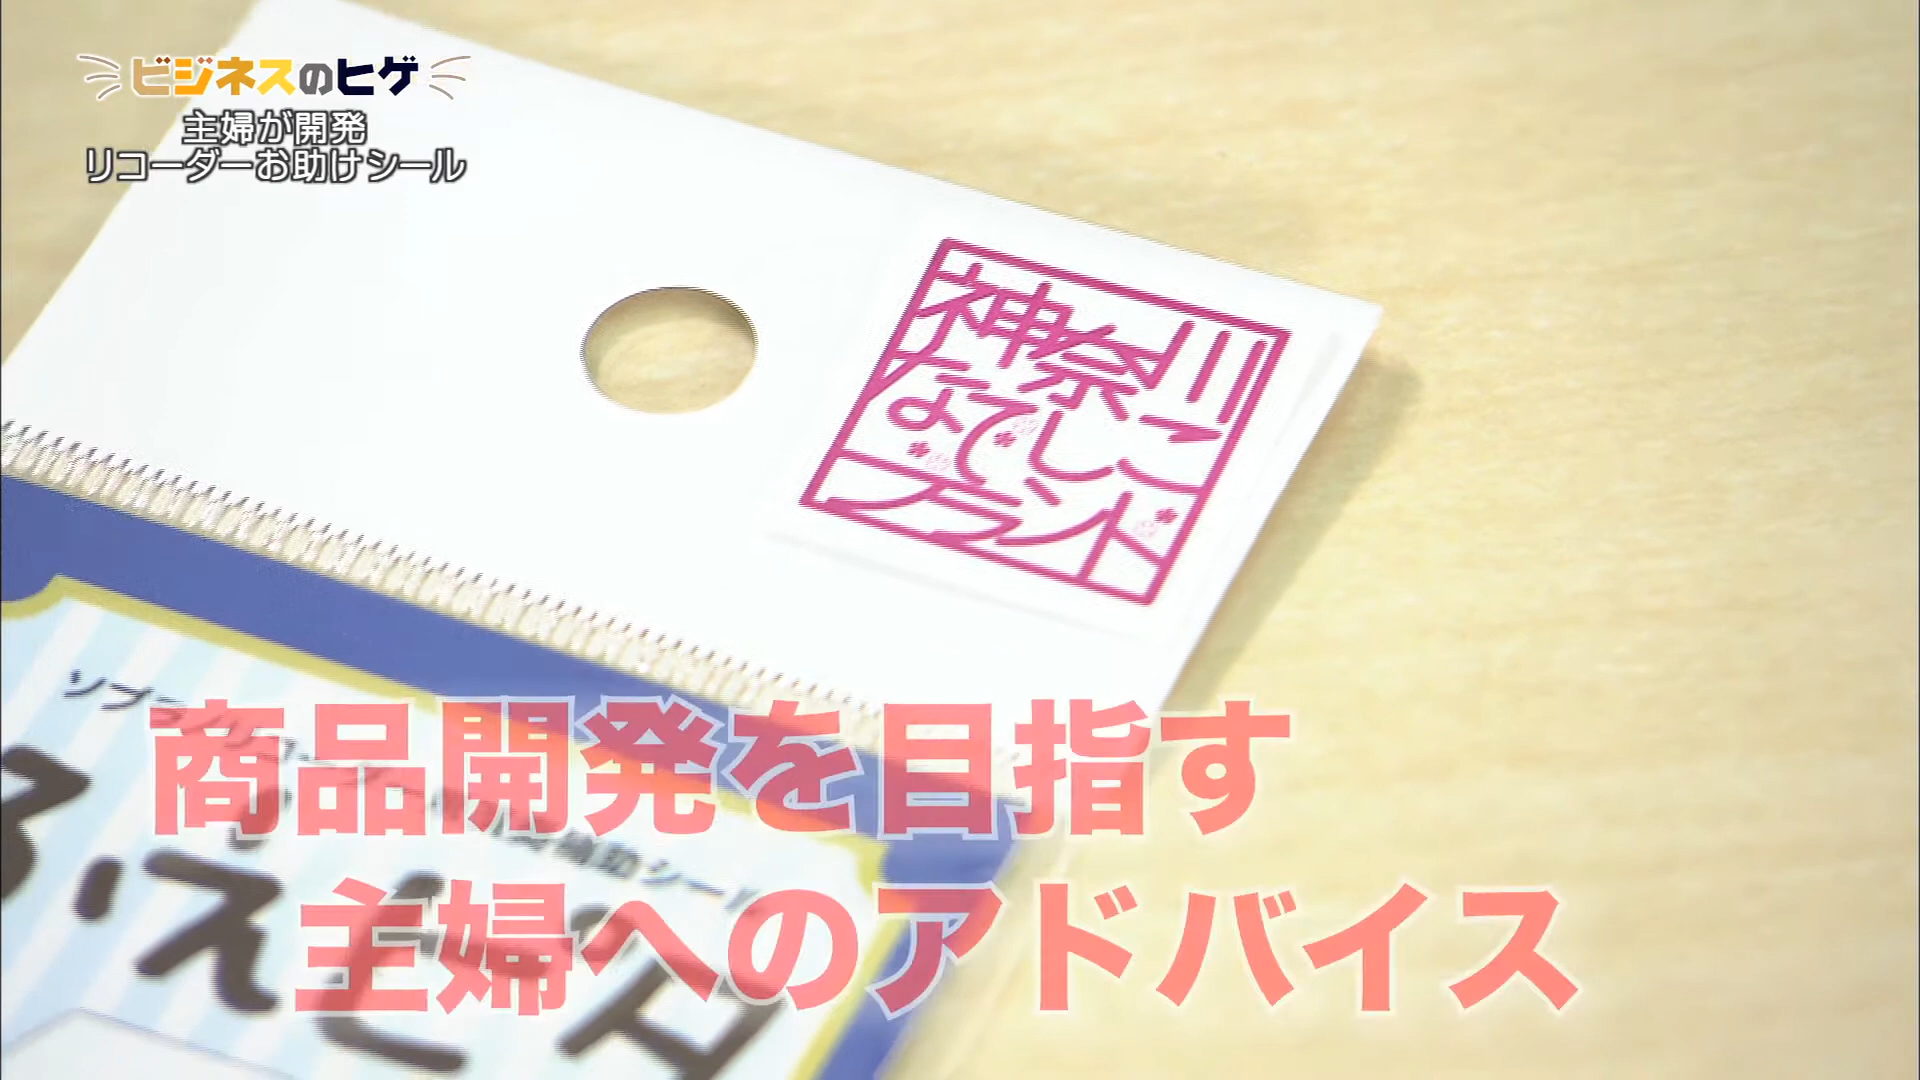 ビジネスのヒゲ
主婦が開発
リコーダーお助けシール
神奈川
なでしこ
ブランド
商品開発を目指す
主婦へのアドバイス